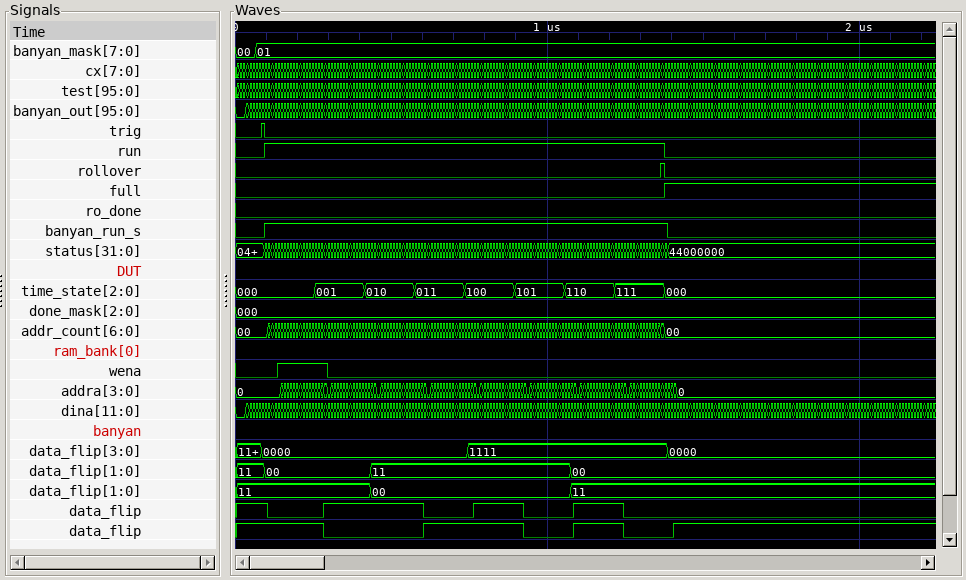 Signals Waves
Time 0 1 us 2 us
banyan_mask[7:0] 00 01
cx[7:0]
test[95:0]
banyan_out[95:0]
trig
run
rollover
full
ro_done
banyan_run_s
status[31:0] 04+ 44000000
DUT
time_state[2:0] 000 001 010 011 100 101 110 111 000
done_mask[2:0] 000
addr_count[6:0] 00 00
ram_bank[0]
wena
addra[3:0] 0 0
dina[11:0]
banyan
data_flip[3:0] 11+ 0000 1111 0000
data_flip[1:0] 11 00 11 00
data_flip[1:0] 11 00 11
data_flip
data_flip